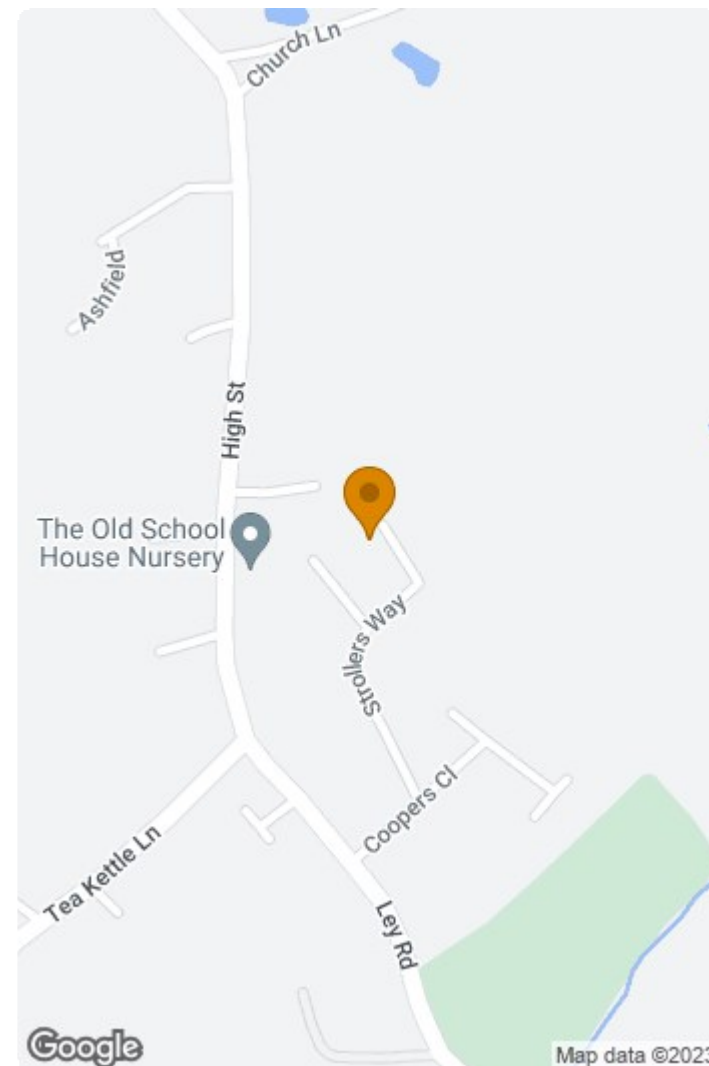 Church Ln
Ashfield
High St
The Old School
House Nursery
Strollers Way
Coopers Cl
Tea Kettle Ln
Ley Rd
Google
Map data ©2023